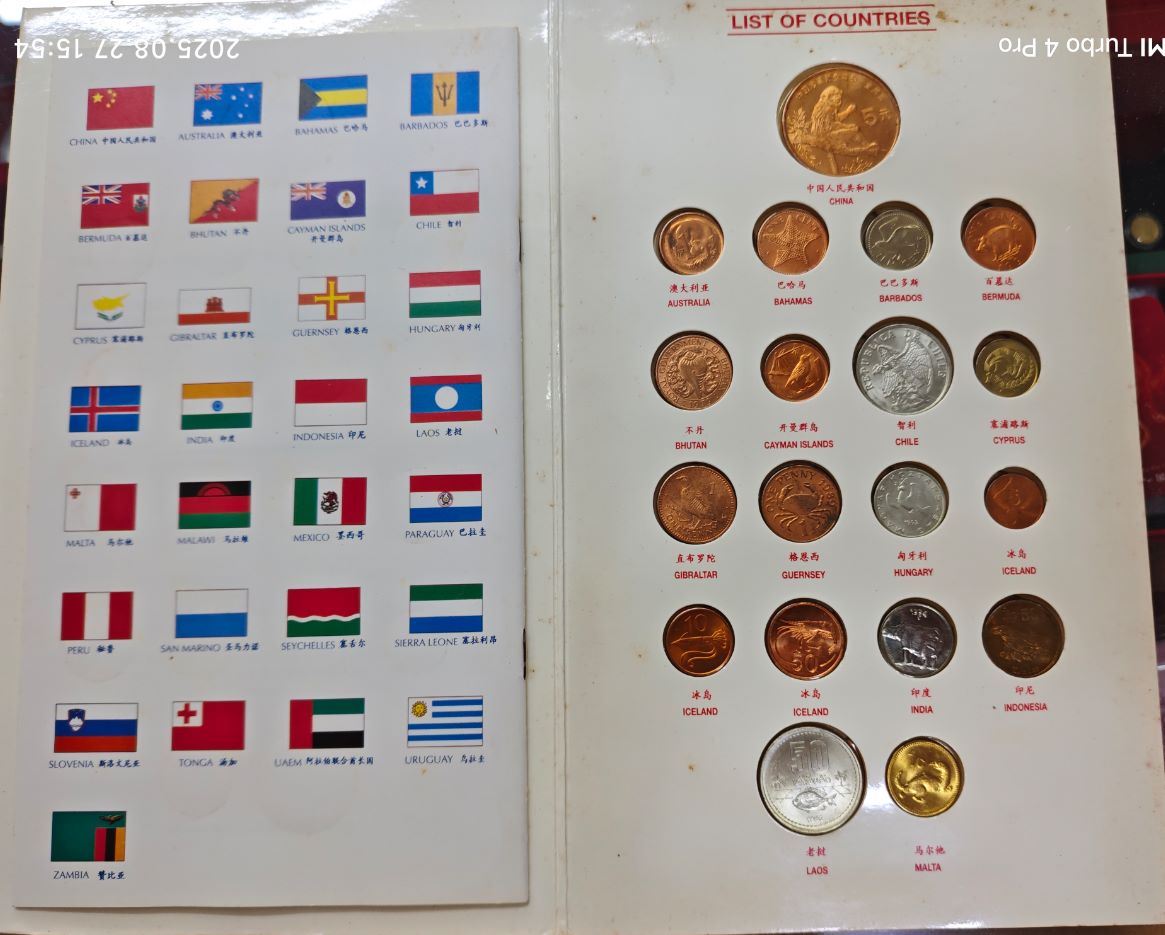 2025.08.27 15:54
MI Turbo 4 Pro
CHINA 中国人民共和国
AUSTRALIA 澳大利亚
BAHAMAS 巴哈马
BARBADOS 巴巴多斯
BERMUDA 百慕达
BHUTAN 不丹
CAYMAN ISLANDS
开曼群岛
CHILE 智利
CYPRUS 塞浦路斯
GIBRALTAR 直布罗陀
GUERNSEY 格恩西
HUNGARY 匈牙利
ICELAND 冰岛
INDIA 印度
INDONESIA 印尼
LAOS 老挝
MALTA 马尔他
MALAWI 马拉维
MEXICO 墨西哥
PARAGUAY 巴拉圭
PERU 秘鲁
SAN MARINO 圣马力诺
SEYCHELLES 塞舌尔
SIERRA LEONE 塞拉利昂
SLOVENIA 斯洛文尼亚
TONGA 汤加
UAEM 阿拉伯联合酋长国
URUGUAY 乌拉圭
ZAMBIA 赞比亚
LIST OF COUNTRIES
中国人民共和国
CHINA
澳大利亚
AUSTRALIA
巴哈马
BAHAMAS
巴巴多斯
BARBADOS
百慕达
BERMUDA
REPUBLICA DE CHILE
不丹
BHUTAN
开曼群岛
CAYMAN ISLANDS
智利
CHILE
塞浦路斯
CYPRUS
直布罗陀
GIBRALTAR
格恩西
GUERNSEY
匈牙利
HUNGARY
冰岛
ICELAND
10
50
冰岛
ICELAND
冰岛
ICELAND
印度
INDIA
印尼
INDONESIA
50
老挝
LAOS
马尔他
MALTA